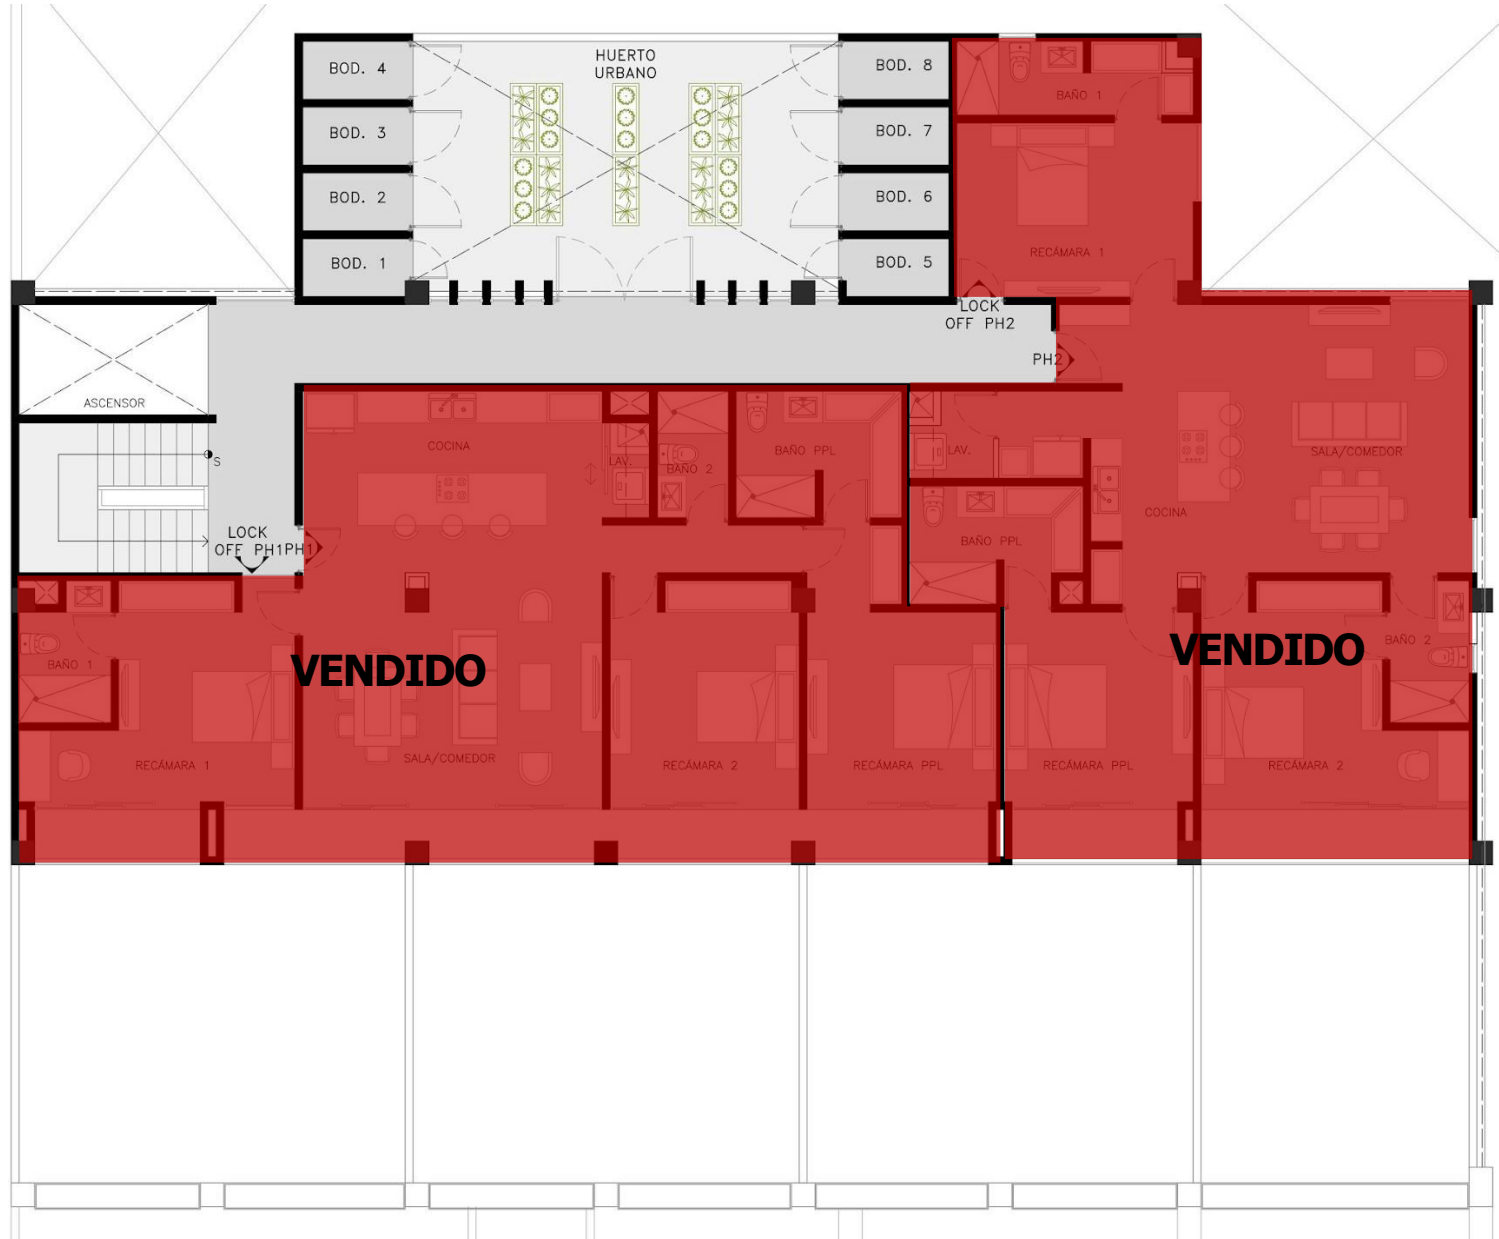 BOD. 4
HUERTO
URBANO
BOD. 8
BAÑO 1
BOD. 3
BOD. 7
BOD. 2
BOD. 6
BOD. 1
BOD. 5
RECÁMARA 1
LOCK
OFF PH2
PH2
ASCENSOR
S
COCINA
LAV.
BAÑO 2
BAÑO PPL
LAV.
SALA/COMEDOR
COCINA
LOCK
OFF PH1
PH1
BAÑO PPL
BAÑO 1
VENDIDO
VENDIDO
BAÑO 2
SALA/COMEDOR
RECÁMARA 1
RECÁMARA 2
RECÁMARA PPL
RECÁMARA PPL
RECÁMARA 2